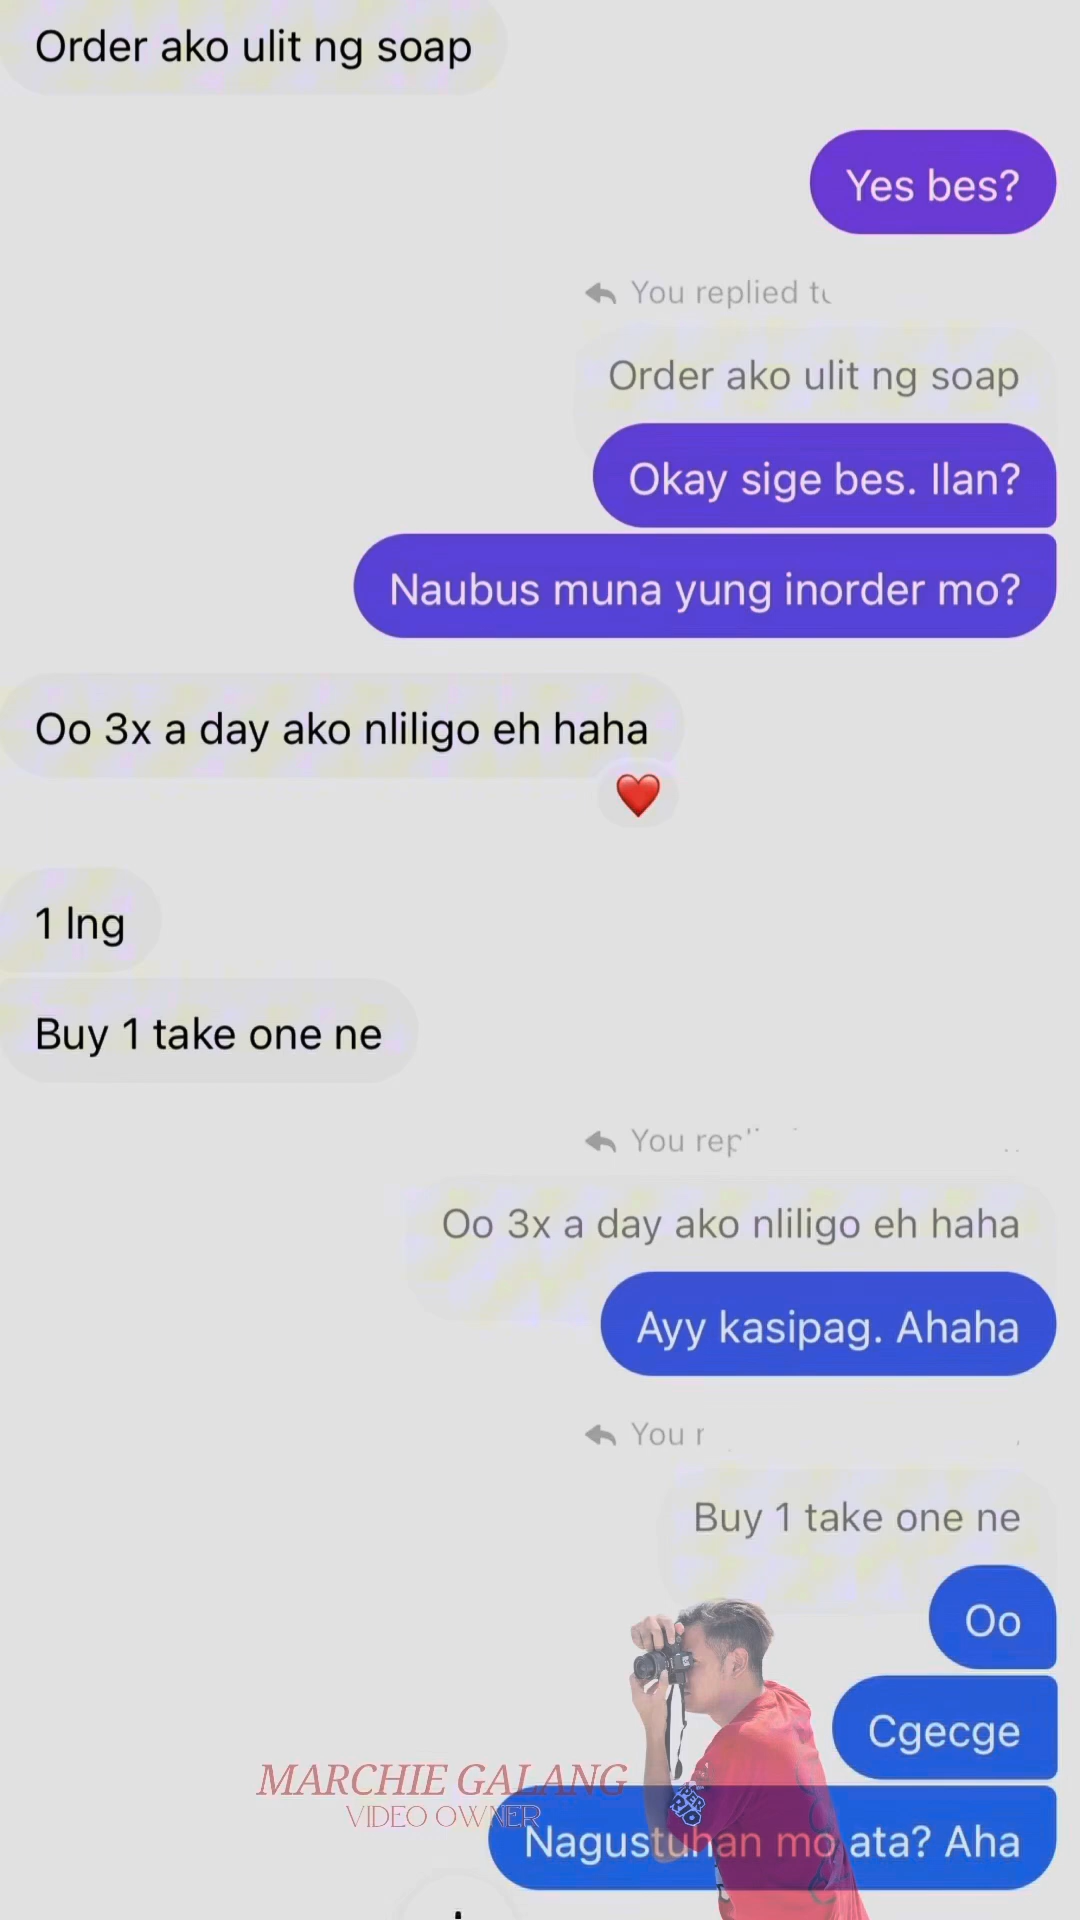 Order ako ulit ng soap
Yes bes?
You replied
Order ako ulit ng soap
Okay sige bes. Ilan?
Naubus muna yung inorder mo?
Oo 3x a day ako nliligo eh haha
1 lng
Buy 1 take one ne
You
Oo 3x a day ako nliligo eh haha
Ayy kasipag. Ahaha
You
Buy 1 take one ne
Oo
Cgecge
MARCHIE GALANG
VIDEO OWNER
Nagustuhan mo ata? Aha